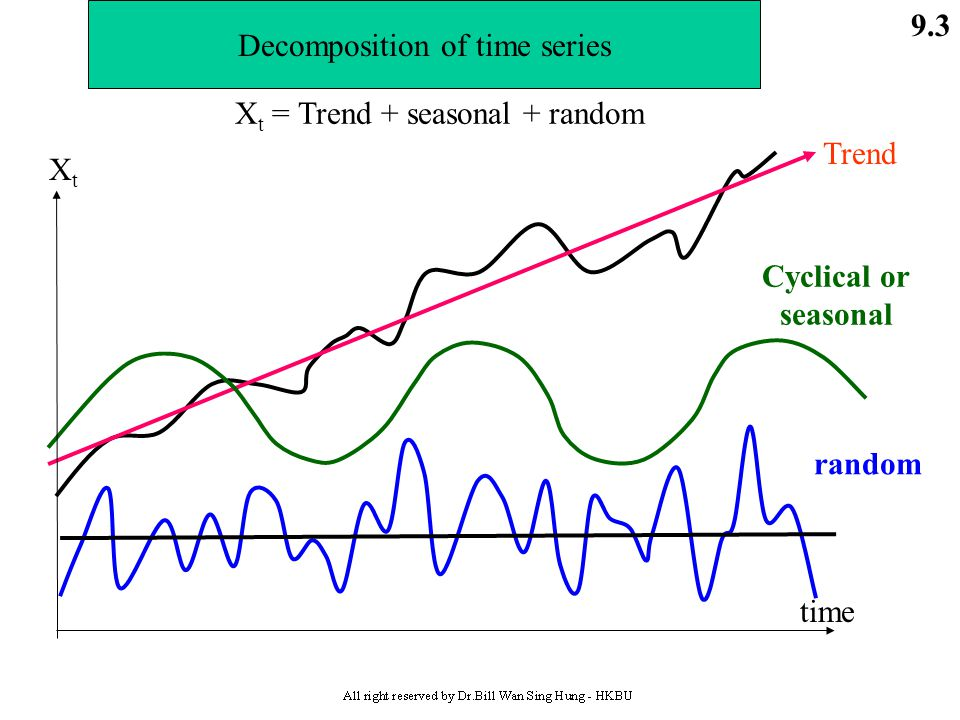 9.3
Decomposition of time series
Xt = Trend + seasonal + random
Trend
Xt
Cyclical or
seasonal
random
time
All right reserved by Dr.Bill Wan Sing Hung - HKBU